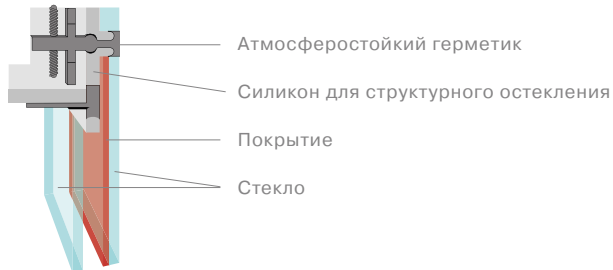 Атмосферостойкий герметик
Силикон для структурного остекления
Покрытие
Стекло